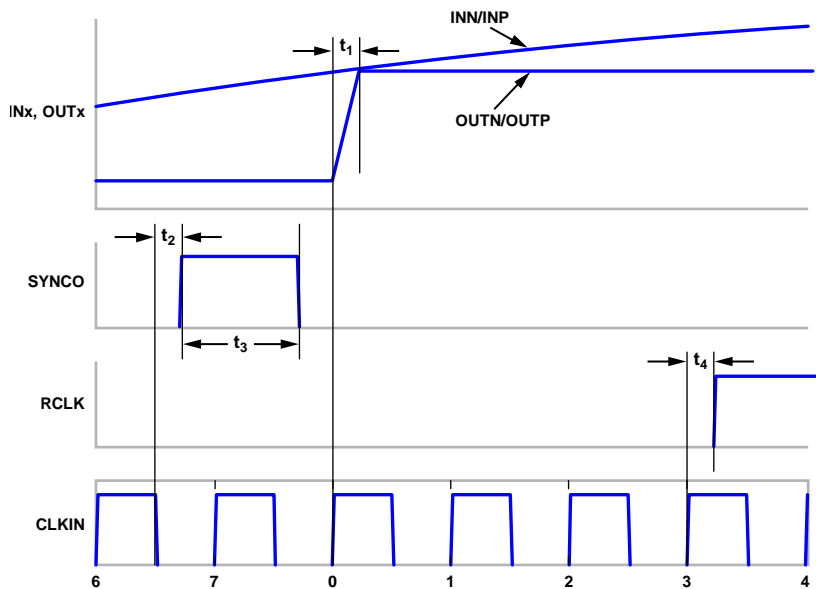 INN/INP
t1
INx, OUTx
OUTN/OUTP
t2
SYNCO
t3
t4
RCLK
CLKIN
6 7 0 1 2 3 4